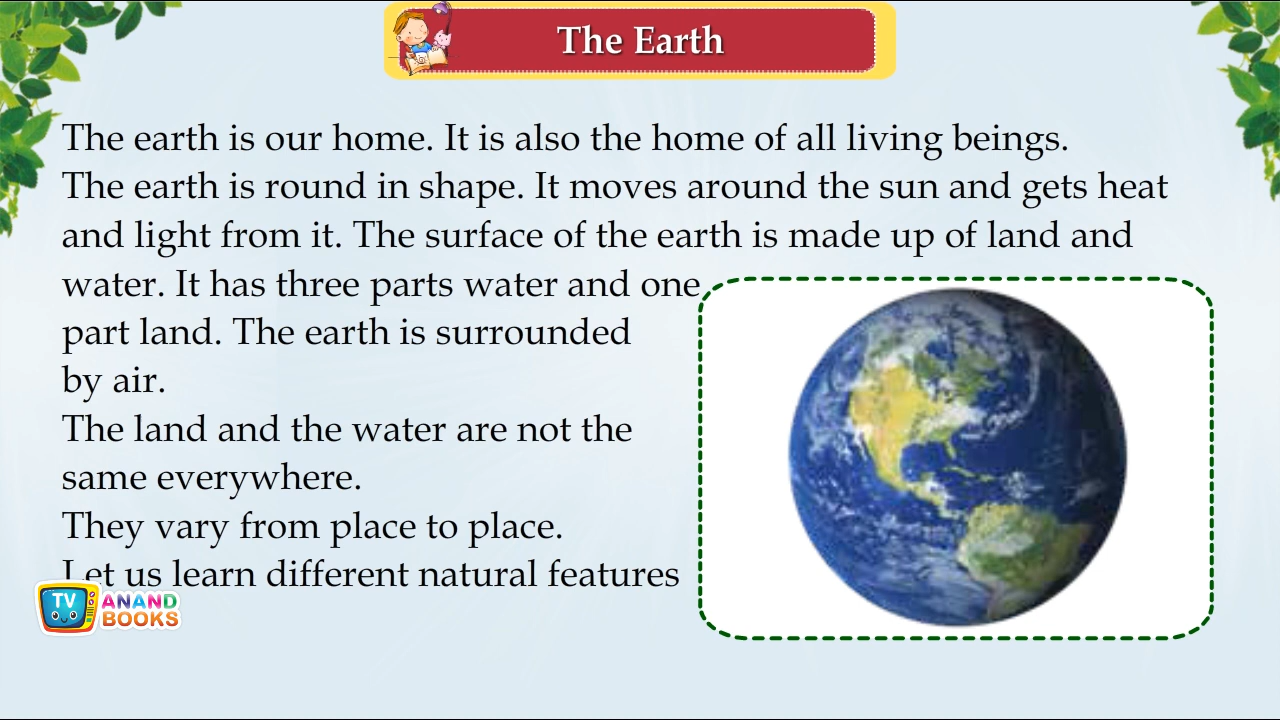 The Earth
The earth is our home. It is also the home of all living beings.
The earth is round in shape. It moves around the sun and gets heat
and light from it. The surface of the earth is made up of land and
water. It has three parts water and one
part land. The earth is surrounded
by air.
The land and the water are not the
same everywhere.
They vary from place to place.
Let us learn different natural features
TV
ANAND
BOOKS